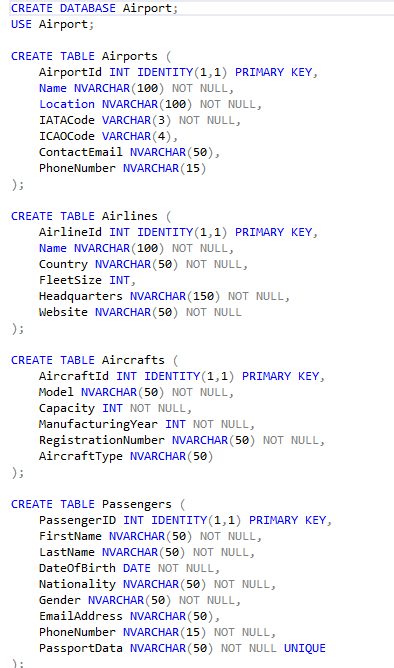 CREATE DATABASE Airport;
USE Airport;
CREATE TABLE Airports (
AirportId INT IDENTITY(1,1) PRIMARY KEY,
Name NVARCHAR(100) NOT NULL,
Location NVARCHAR(100) NOT NULL,
IATACode VARCHAR(3) NOT NULL,
ICAOCode VARCHAR(4),
ContactEmail NVARCHAR(50),
PhoneNumber NVARCHAR(15)
);
CREATE TABLE Airlines (
AirlineId INT IDENTITY(1,1) PRIMARY KEY,
Name NVARCHAR(100) NOT NULL,
Country NVARCHAR(50) NOT NULL,
FleetSize INT,
Headquarters NVARCHAR(150) NOT NULL,
Website NVARCHAR(50) NOT NULL
);
CREATE TABLE Aircrafts (
AircraftId INT IDENTITY(1,1) PRIMARY KEY,
Model NVARCHAR(50) NOT NULL,
Capacity INT NOT NULL,
ManufacturingYear INT NOT NULL,
RegistrationNumber NVARCHAR(50) NOT NULL,
AircraftType NVARCHAR(50)
);
CREATE TABLE Passengers (
PassengerID INT IDENTITY(1,1) PRIMARY KEY,
FirstName NVARCHAR(50) NOT NULL,
LastName NVARCHAR(50) NOT NULL,
DateOfBirth DATE NOT NULL,
Nationality NVARCHAR(50) NOT NULL,
Gender NVARCHAR(50) NOT NULL,
EmailAddress NVARCHAR(50),
PhoneNumber NVARCHAR(15) NOT NULL,
PassportData NVARCHAR(50) NOT NULL UNIQUE
);